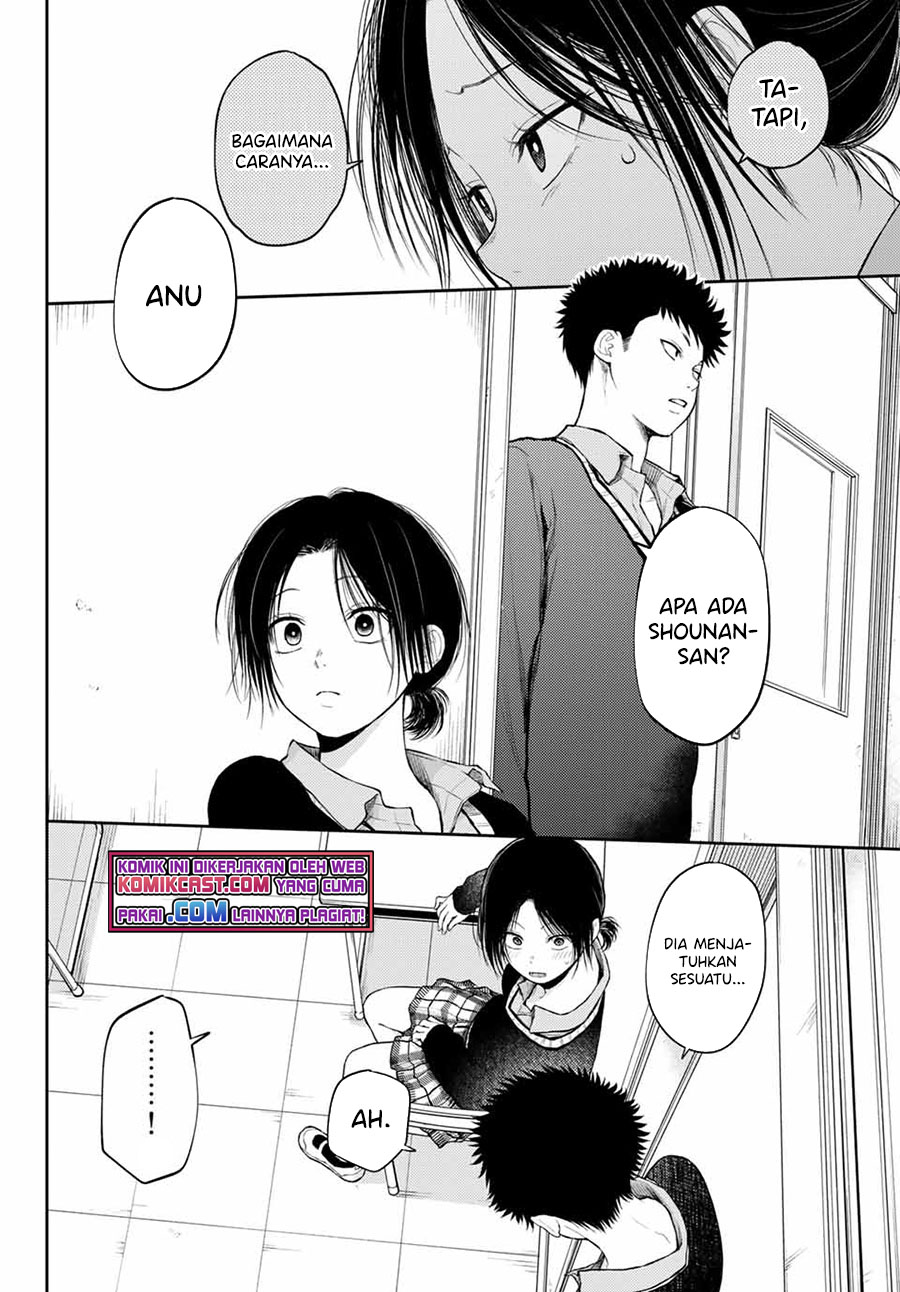 TA-
TAPI,
BAGAIMANA
CARANYA...
ANU
APA ADA
SHOUNAN-
SAN?
KOMIK INI DIKERJAKAN OLEH WEB
KOMIKCAST.COM YANG CUMA
PAKAI .COM LAINNYA PLAGIAT!
DIA MENJA-
TUHKAN
SESUATU...
AH.
.........!